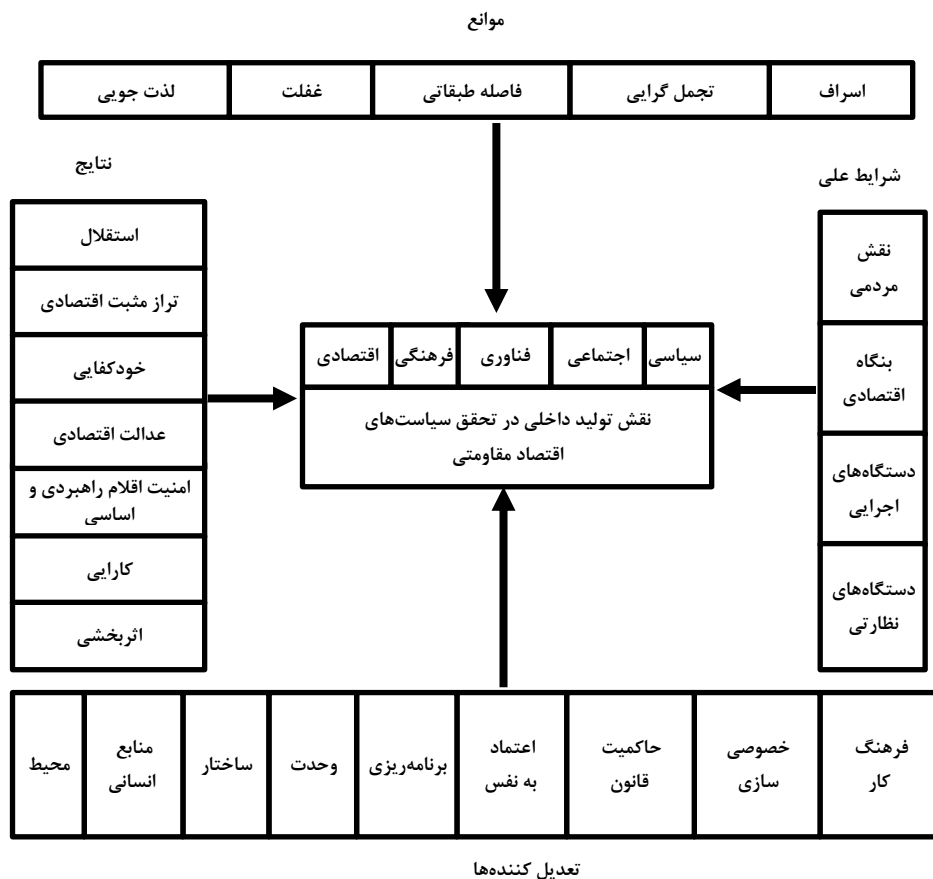 موانع
اسراف
تجمل گرایی
فاصله طبقاتی
غفلت
لذت جویی
شرایط علی
نقش
مردمی
بنگاه
اقتصادی
دستگاه‌های
اجرایی
دستگاه‌های
نظارتی
سیاسی
اجتماعی
فناوری
فرهنگی
اقتصادی
نقش تولید داخلی در تحقق سیاست‌های
اقتصاد مقاومتی
نتایج
استقلال
تراز مثبت اقتصادی
خودکفایی
عدالت اقتصادی
امنیت اقلام راهبردی و
اساسی
کارایی
اثربخشی
فرهنگ
کار
خصوصی
سازی
حاکمیت
قانون
اعتماد
به نفس
برنامه‌ریزی
وحدت
ساختار
منابع
انسانی
محیط
تعدیل کننده‌ها